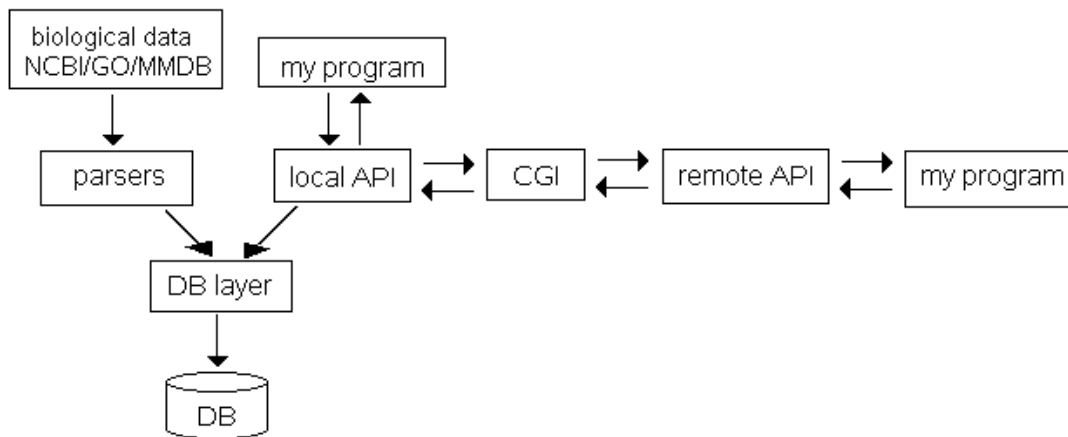 biological data
NCBI/GO/MMDB
my program
parsers
local API
CGI
remote API
my program
DB layer
DB